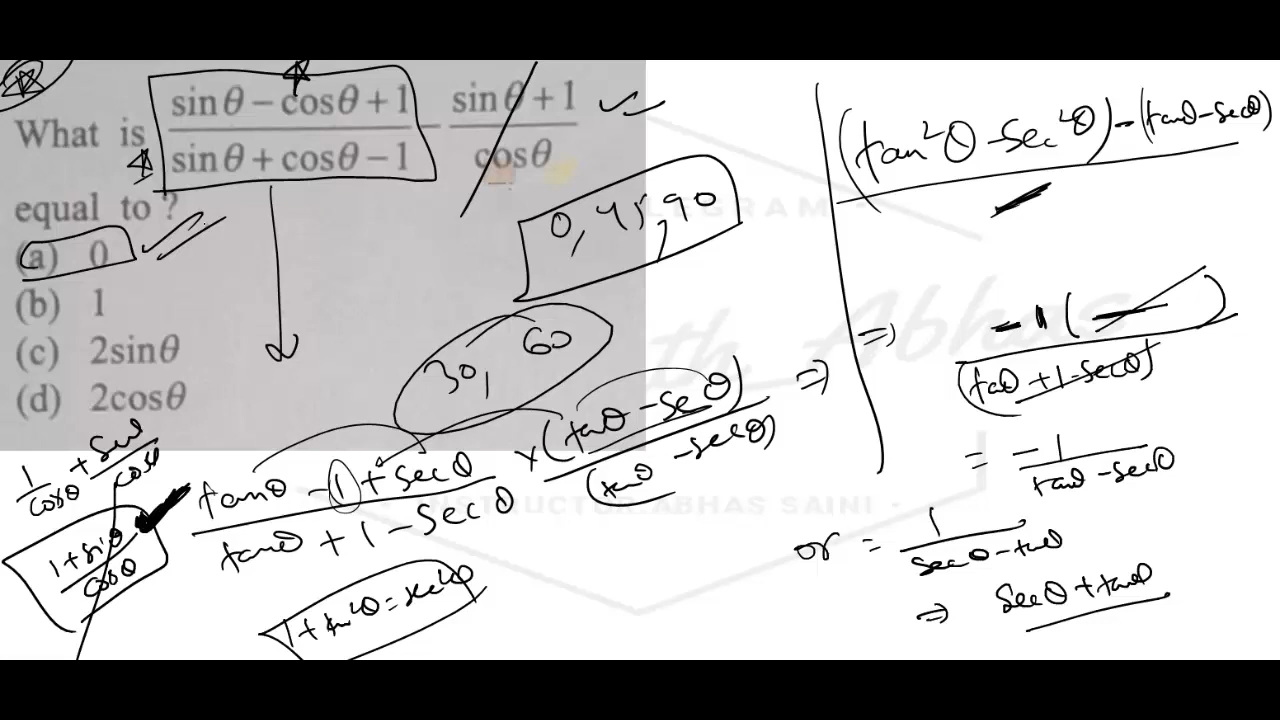 What is (sinθ − cosθ + 1)/(sinθ + cosθ − 1) − (sinθ + 1)/cosθ
equal to ?
(a) 0
(b) 1
(c) 2sinθ
(d) 2cosθ
0, 45, 90
30, 60
1/cosθ + sinθ/cosθ
(1 + sinθ)/cosθ
(tanθ − 1 + secθ)/(tanθ + 1 − secθ) × (tanθ − secθ)/(tanθ − secθ) ⇒
1 + tan²θ = sec²θ
(tan²θ − sec²θ) − (tanθ − secθ)
⇒ −1( )/(tanθ + 1 − secθ)
= −1/(tanθ − secθ)
or = 1/(secθ − tanθ)
⇒ secθ + tanθ
TELEGRAM
Math Abhas
- INSTRUCTOR: ABHAS SAINI -